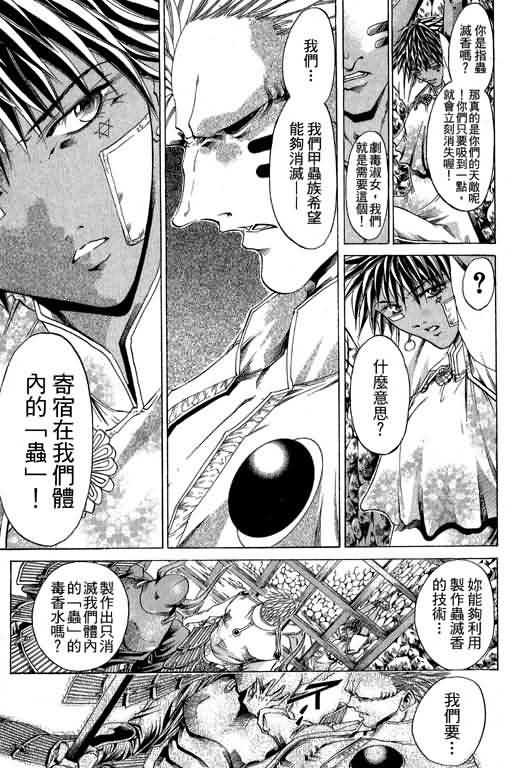 你是指蟲
滅香嗎?
那真的是你們的天敵呢
!你們只要吸到一點,
就會立刻消失喔!
劇毒淑女,我們
就是需要這個!
我們…
我們甲蟲族希望
能夠消滅——
?
什麼意思?
寄宿在我們體
內的「蟲」!
妳能夠利用
製作蟲滅香
的技術…
製作出只消
滅我們體內
的「蟲」的
毒香水嗎?
我們要…